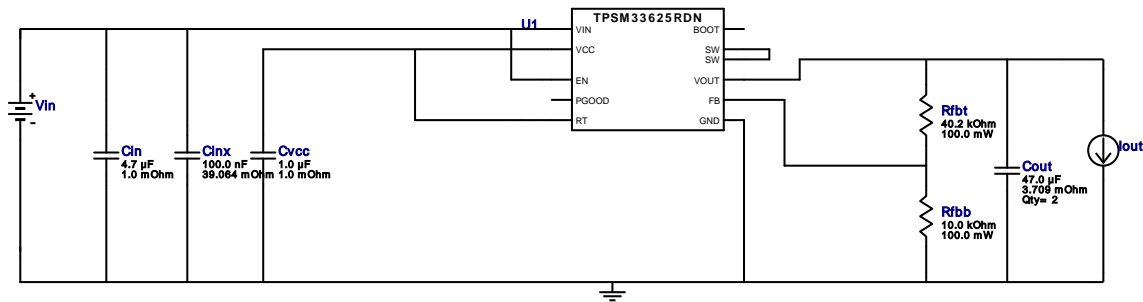 U1
TPSM33625RDN
VIN
BOOT
VCC
SW
SW
EN
VOUT
PGOOD
FB
RT
GND
+
Vin
-
Cin
4.7 µF
1.0 mOhm
Cinx
100.0 nF
39.064 mOhm
Cvcc
1.0 µF
1.0 mOhm
Rfbt
40.2 kOhm
100.0 mW
Rfbb
10.0 kOhm
100.0 mW
Cout
47.0 µF
3.709 mOhm
Qty= 2
Iout